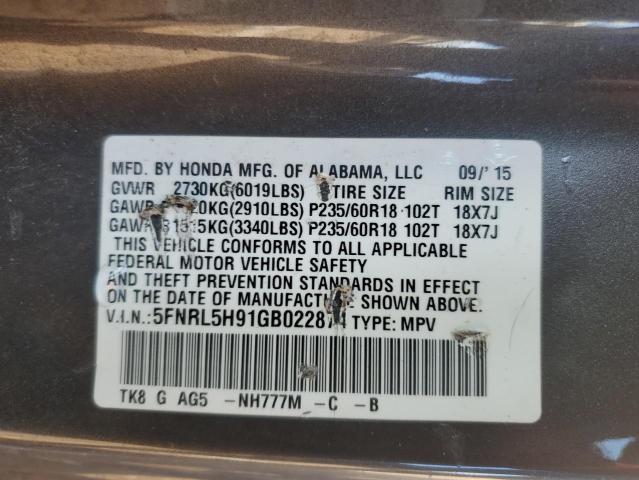 MFD. BY HONDA MFG. OF ALABAMA, LLC 09/'15
GVWR 2730KG(6019LBS) TIRE SIZE RIM SIZE
(2910LBS) P235/60R18 102T 18X7J
(3340LBS) P235/60R18 102T 18X7J
THIS VEHICLE CONFORMS TO ALL APPLICABLE
FEDERAL MOTOR VEHICLE SAFETY
AND THEFT PREVENTION STANDARDS IN EFFECT
ON THE DATE OF MANUFACTURE SHOWN ABOVE.
V.I.N.: TYPE: MPV
TK8 G AG5 -NH777M -C -B